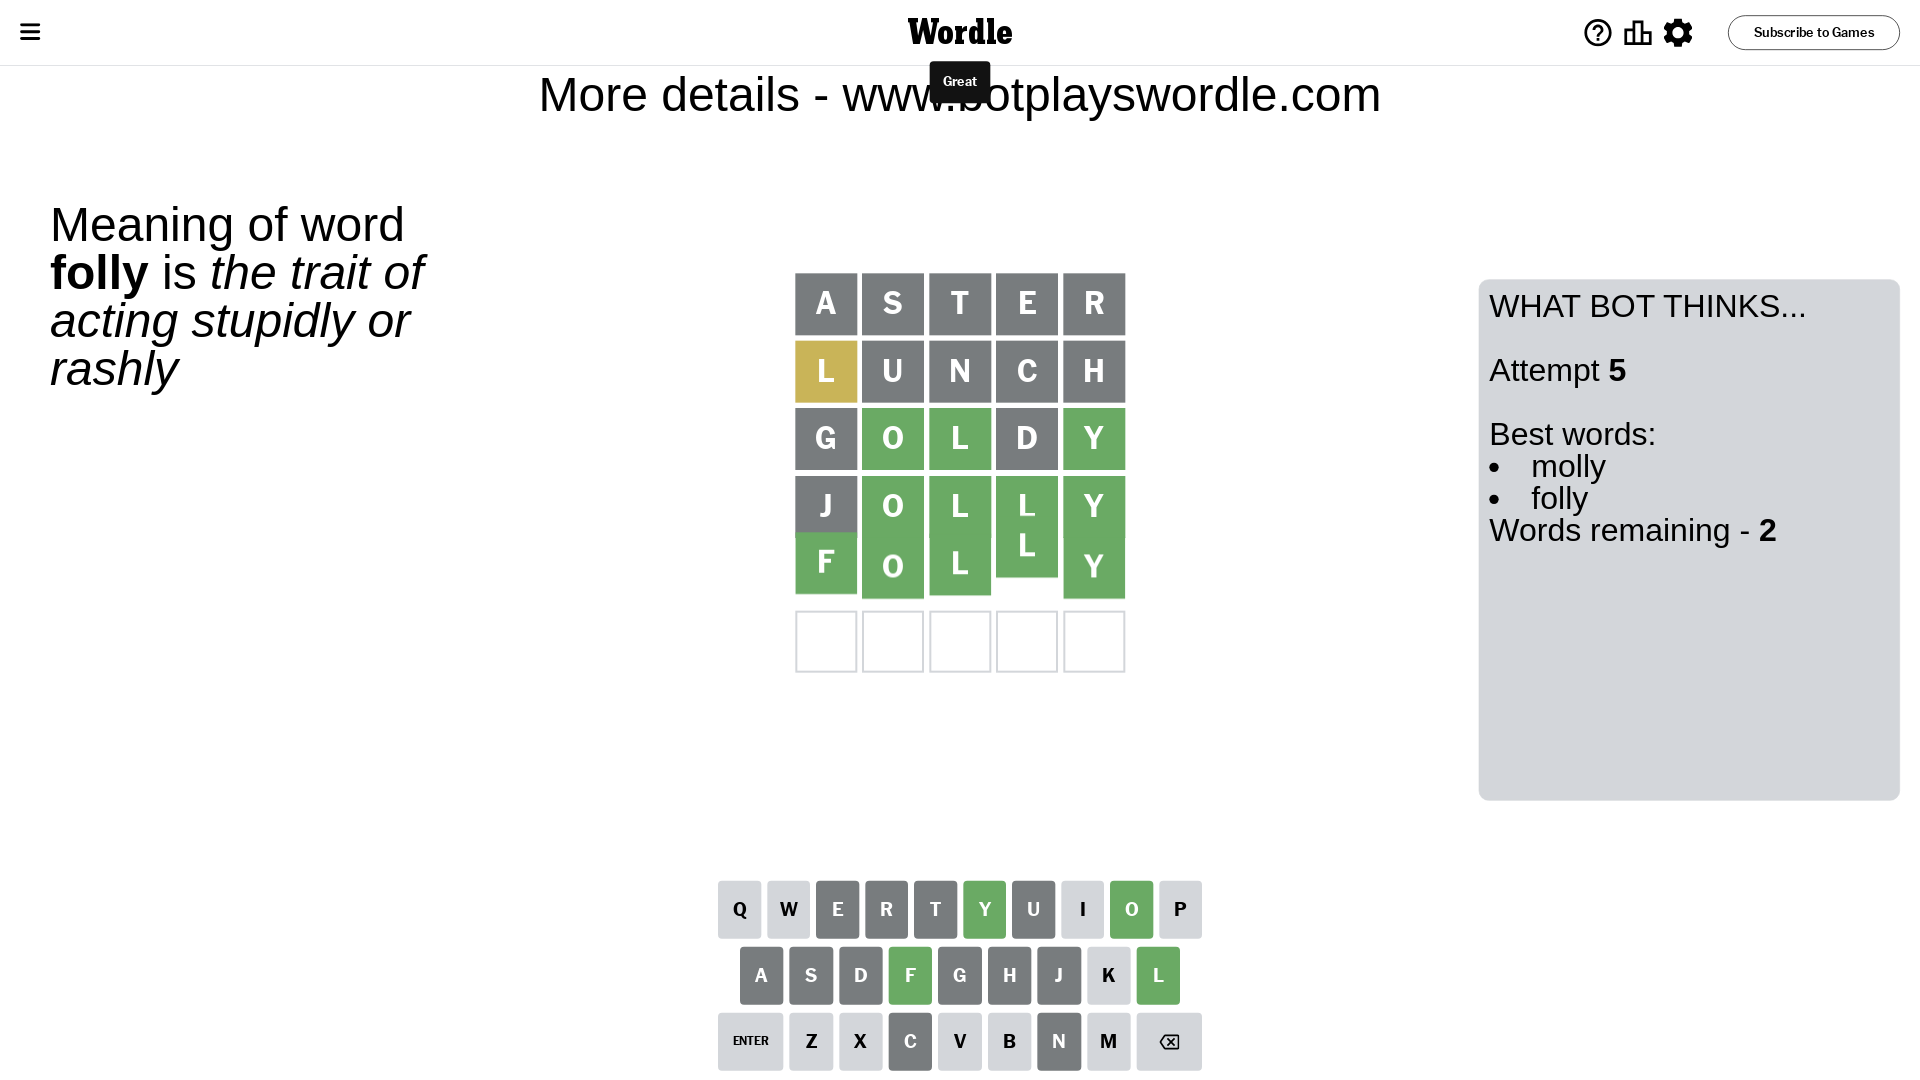 Wordle
Subscribe to Games
Great
More details - www.botplayswordle.com
Meaning of word
folly is the trait of
acting stupidly or
rashly
A S T E R
L U N C H
G O L D Y
J O L L Y
F O L L Y
WHAT BOT THINKS...
Attempt 5
Best words:
• molly
• folly
Words remaining - 2
Q W E R T Y U I O P
A S D F G H J K L
ENTER Z X C V B N M